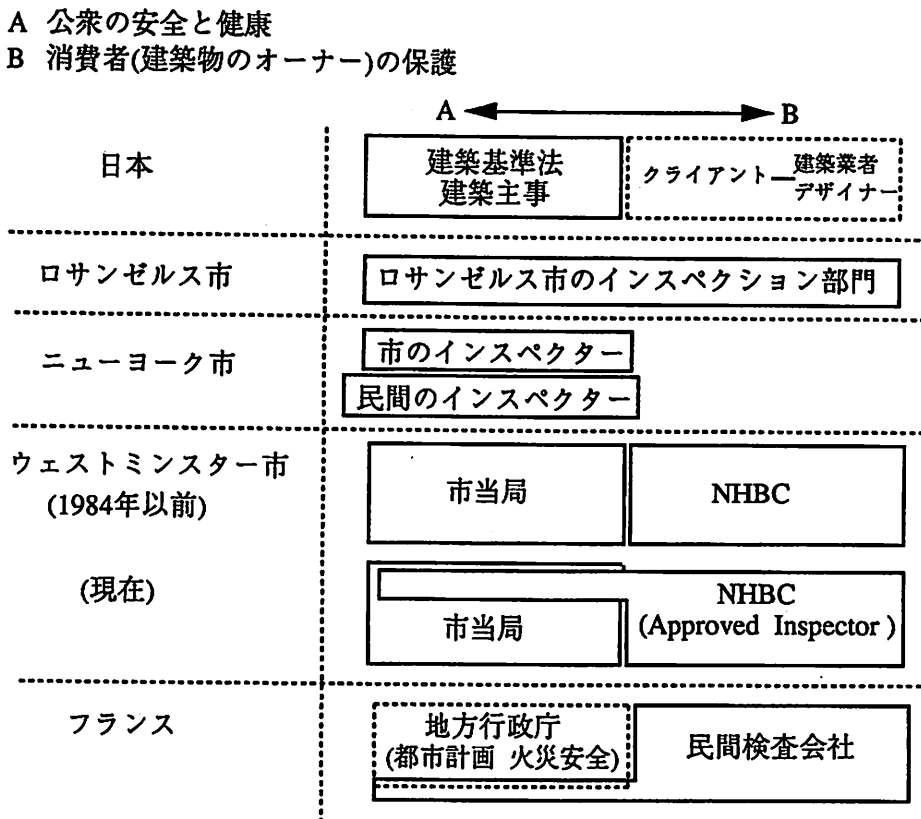 A 公衆の安全と健康
B 消費者(建築物のオーナー)の保護
A B
日本
建築基準法
建築主事
クライアント
建築業者
デザイナー
ロサンゼルス市
ロサンゼルス市のインスペクション部門
ニューヨーク市
市のインスペクター
民間のインスペクター
ウェストミンスター市
(1984年以前)
市当局
NHBC
(現在)
市当局
NHBC
(Approved Inspector)
フランス
地方行政庁
(都市計画 火災安全)
民間検査会社